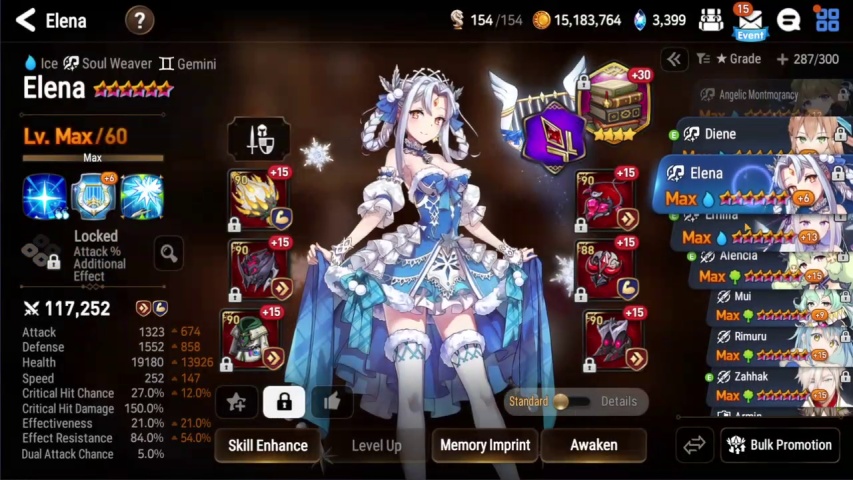 Elena
?
154/154
15,183,764
3,399
15
Event
Ice Soul Weaver Gemini
Elena
Lv. Max/60
Max
+6
Locked
Attack %
Additional
Effect
117,252
Attack 1323 674
Defense 1552 858
Health 19180 13926
Speed 252 147
Critical Hit Chance 27.0% 12.0%
Critical Hit Damage 150.0%
Effectiveness 21.0% 21.0%
Effect Resistance 84.0% 54.0%
Dual Attack Chance 5.0%
90 +15
90 +15
90 +15
+30
90 +15
88 +15
90 +15
Standard Details
Skill Enhance
Level Up
Memory Imprint
Awaken
Grade
287/300
Angelic Montmorancy
E Diene
Elena
Max +6
Emilia
Max +13
E Alencia
Max +15
Mui
Max +9
Rimuru
Max +15
E Zahhak
Max +15
Bulk Promotion